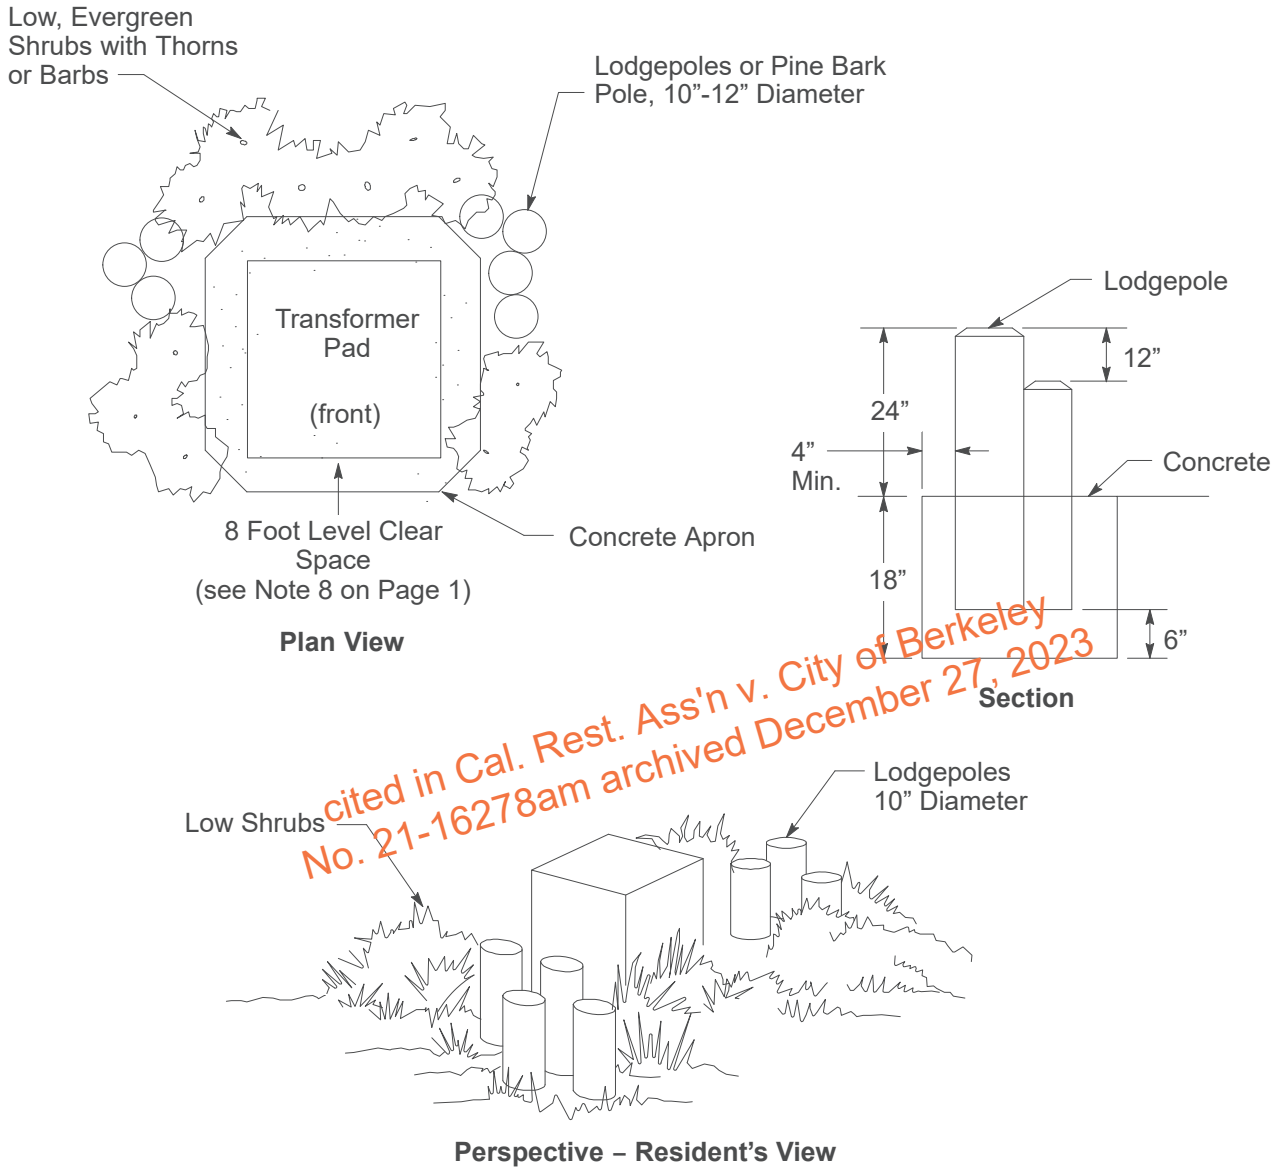 Low, Evergreen
Shrubs with Thorns
or Barbs
Lodgepoles or Pine Bark
Pole, 10”-12” Diameter
Transformer
Pad
(front)
8 Foot Level Clear
Space
(see Note 8 on Page 1)
Concrete Apron
Plan View
Lodgepole
12”
24”
4”
Min.
Concrete
18”
6”
Section
cited in Cal. Rest. Ass'n v. City of Berkeley
No. 21-16278am archived December 27, 2023
Low Shrubs
Lodgepoles
10” Diameter
Perspective – Resident’s View